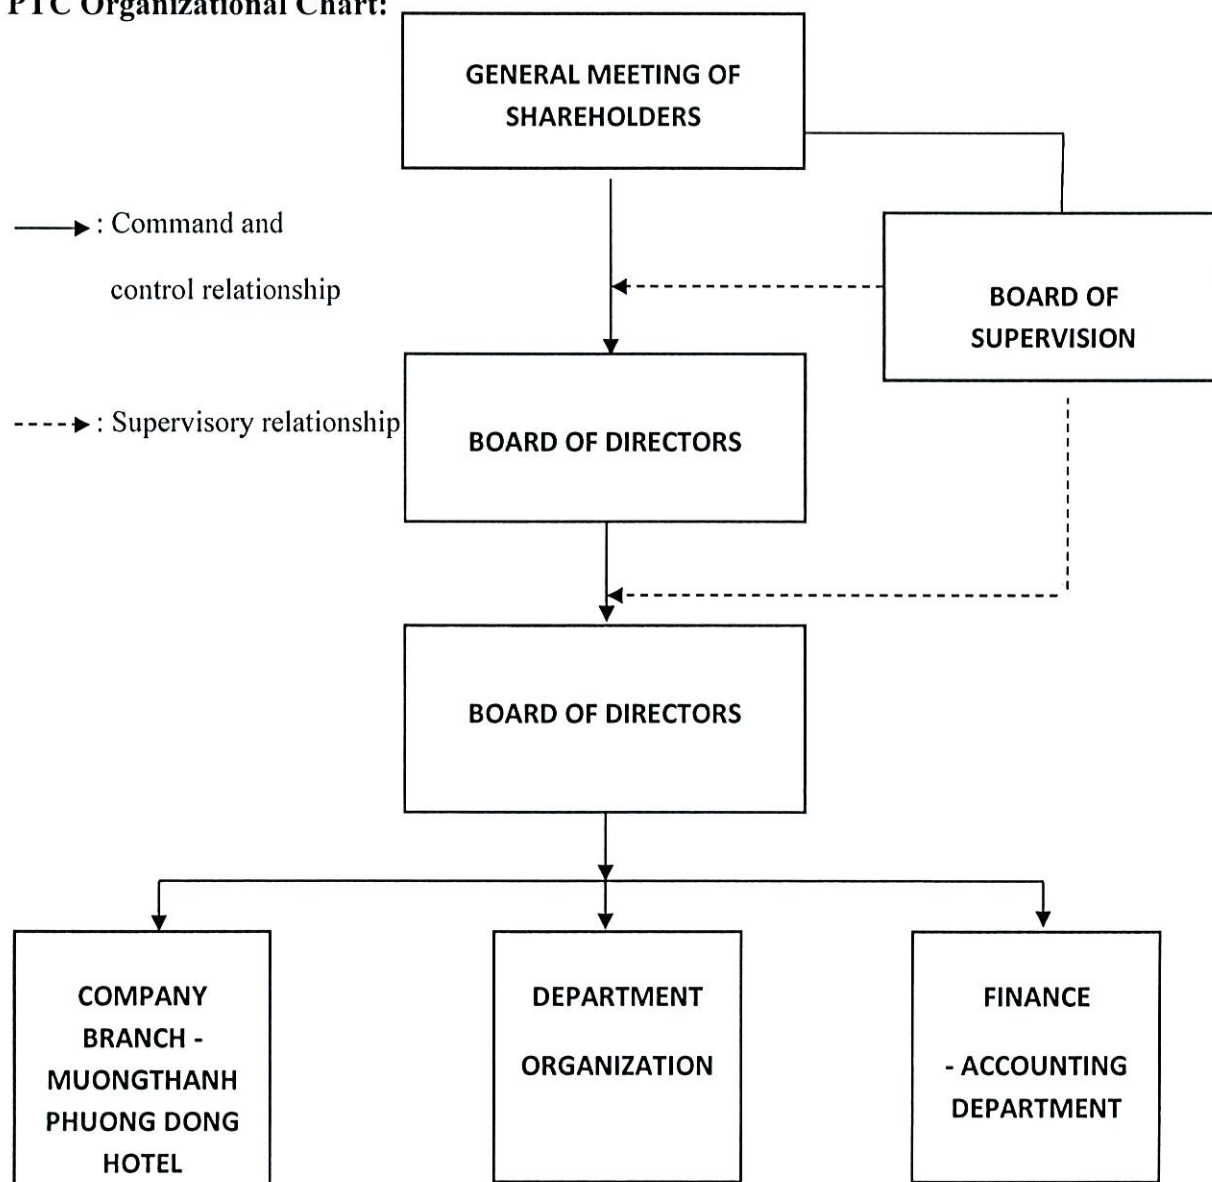 PTC Organizational Chart:
GENERAL MEETING OF
SHAREHOLDERS
: Command and
control relationship
BOARD OF
SUPERVISION
: Supervisory relationship
BOARD OF DIRECTORS
BOARD OF DIRECTORS
COMPANY
BRANCH -
MUONGTHANH
PHUONG DONG
HOTEL
DEPARTMENT
ORGANIZATION
FINANCE
- ACCOUNTING
DEPARTMENT